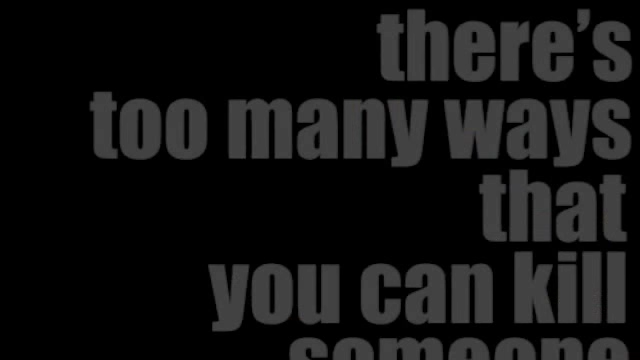 there’s
too many ways
that
you can kill
someone